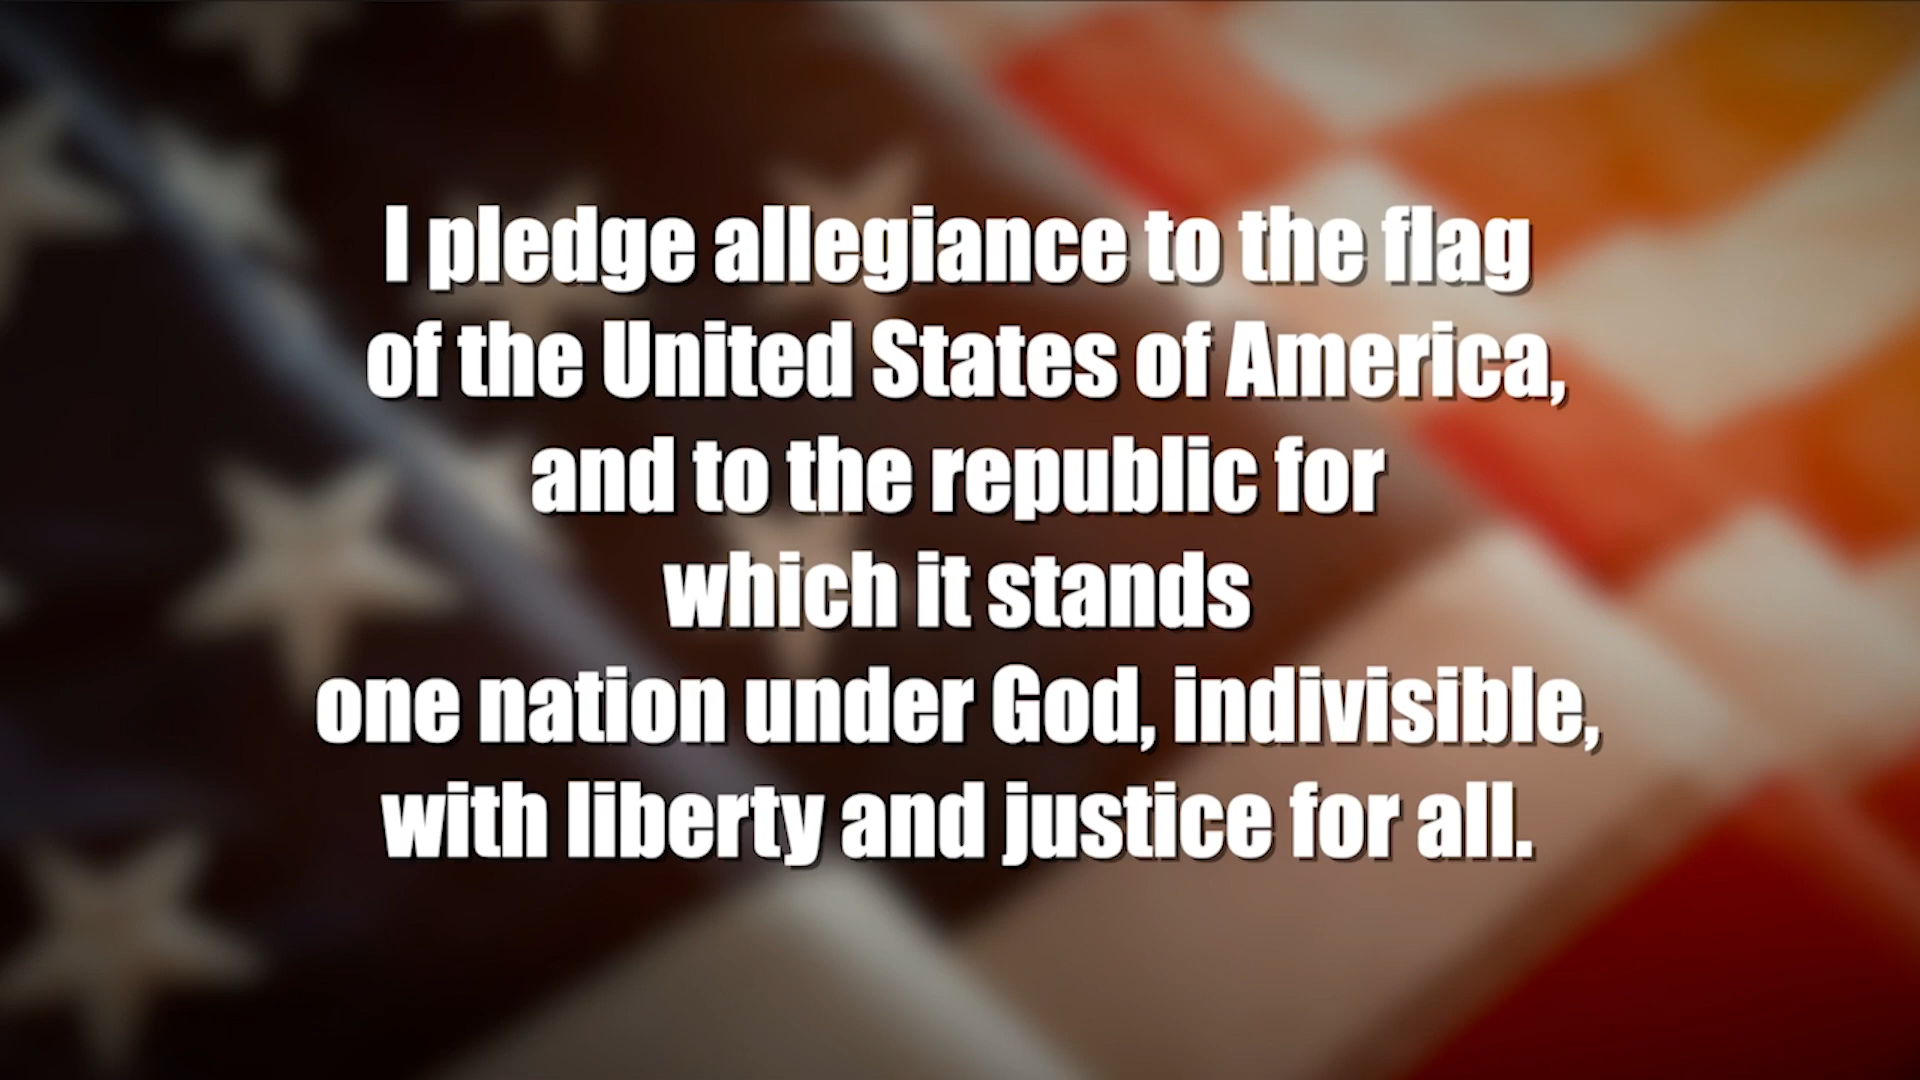 I pledge allegiance to the flag
of the United States of America,
and to the republic for
which it stands
one nation under God, indivisible,
with liberty and justice for all.